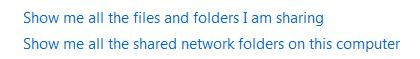 Show me all the files and folders I am sharing
Show me all the shared network folders on this computer